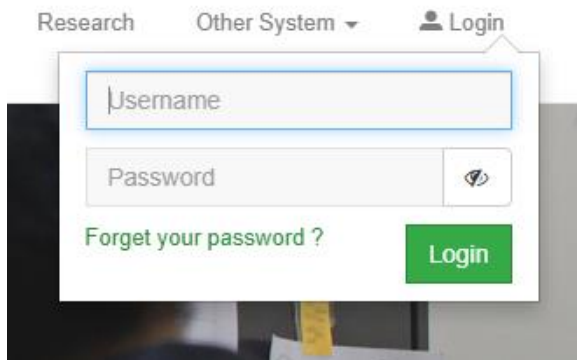 Research Other System Login
Username
Password
Forget your password ?
Login